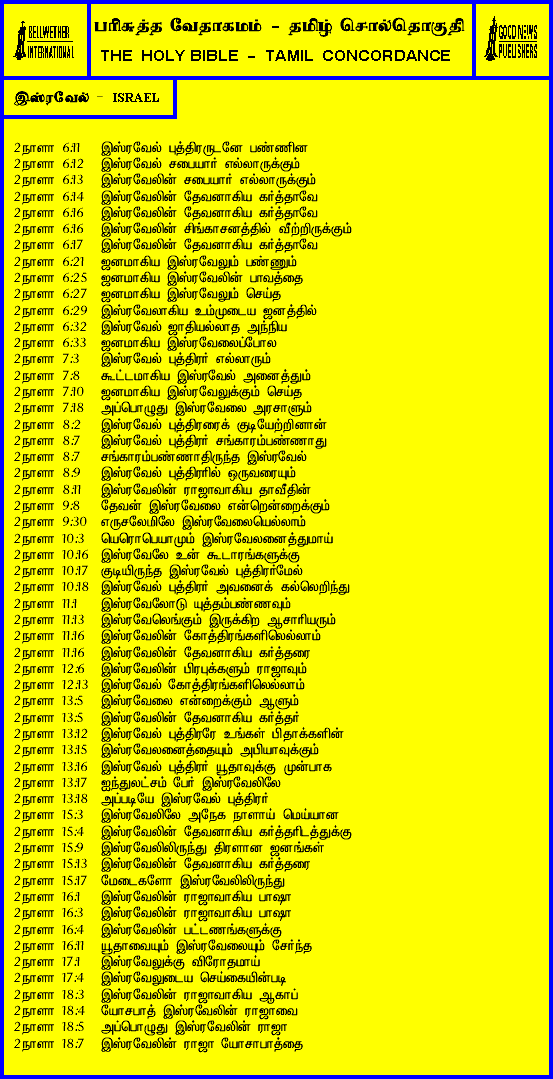 BELLWETHER
INTERNATIONAL
பரிசுத்த வேதாகமம் - தமிழ் சொல்தொகுதி
THE HOLY BIBLE - TAMIL CONCORDANCE
GOOD NEWS
PUBLISHERS
இஸ்ரவேல் - ISRAEL
2நாளா 6:11 இஸ்ரவேல் புத்திரருடனே பண்ணின
2நாளா 6:12 இஸ்ரவேல் சபையார் எல்லாருக்கும்
2நாளா 6:13 இஸ்ரவேலின் சபையார் எல்லாருக்கும்
2நாளா 6:14 இஸ்ரவேலின் தேவனாகிய கர்த்தாவே
2நாளா 6:16 இஸ்ரவேலின் தேவனாகிய கர்த்தாவே
2நாளா 6:16 இஸ்ரவேலின் சிங்காசனத்தில் வீற்றிருக்கும்
2நாளா 6:17 இஸ்ரவேலின் தேவனாகிய கர்த்தாவே
2நாளா 6:21 ஜனமாகிய இஸ்ரவேலும் பண்ணும்
2நாளா 6:25 ஜனமாகிய இஸ்ரவேலின் பாவத்தை
2நாளா 6:27 ஜனமாகிய இஸ்ரவேலும் செய்த
2நாளா 6:29 இஸ்ரவேலாகிய உம்முடைய ஜனத்தில்
2நாளா 6:32 இஸ்ரவேல் ஜாதியல்லாத அந்நிய
2நாளா 6:33 ஜனமாகிய இஸ்ரவேலைப்போல
2நாளா 7:3 இஸ்ரவேல் புத்திரர் எல்லாரும்
2நாளா 7:8 கூட்டமாகிய இஸ்ரவேல் அனைத்தும்
2நாளா 7:10 ஜனமாகிய இஸ்ரவேலுக்கும் செய்த
2நாளா 7:18 அப்பொழுது இஸ்ரவேலை அரசாளும்
2நாளா 8:2 இஸ்ரவேல் புத்திரரைக் குடியேற்றினான்
2நாளா 8:7 இஸ்ரவேல் புத்திரர் சங்காரம்பண்ணாது
2நாளா 8:7 சங்காரம்பண்ணாதிருந்த இஸ்ரவேல்
2நாளா 8:9 இஸ்ரவேல் புத்திரரில் ஒருவரையும்
2நாளா 8:11 இஸ்ரவேலின் ராஜாவாகிய தாவீதின்
2நாளா 9:8 தேவன் இஸ்ரவேலை என்றென்றைக்கும்
2நாளா 9:30 எருசலேமிலே இஸ்ரவேலையெல்லாம்
2நாளா 10:3 யெரொபெயாமும் இஸ்ரவேலனைத்துமாய்
2நாளா 10:16 இஸ்ரவேலே உன் கூடாரங்களுக்கு
2நாளா 10:17 குடியிருந்த இஸ்ரவேல் புத்திரர்மேல்
2நாளா 10:18 இஸ்ரவேல் புத்திரர் அவனைக் கல்லெறிந்து
2நாளா 11:1 இஸ்ரவேலோடு யுத்தம்பண்ணவும்
2நாளா 11:13 இஸ்ரவேலெங்கும் இருக்கிற ஆசாரியரும்
2நாளா 11:16 இஸ்ரவேலின் கோத்திரங்களிலெல்லாம்
2நாளா 11:16 இஸ்ரவேலின் தேவனாகிய கர்த்தரை
2நாளா 12:6 இஸ்ரவேலின் பிரபுக்களும் ராஜாவும்
2நாளா 12:13 இஸ்ரவேல் கோத்திரங்களிலெல்லாம்
2நாளா 13:5 இஸ்ரவேலை என்றைக்கும் ஆளும்
2நாளா 13:5 இஸ்ரவேலின் தேவனாகிய கர்த்தர்
2நாளா 13:12 இஸ்ரவேல் புத்திரரே உங்கள் பிதாக்களின்
2நாளா 13:15 இஸ்ரவேலனைத்தையும் அபியாவுக்கும்
2நாளா 13:16 இஸ்ரவேல் புத்திரர் யூதாவுக்கு முன்பாக
2நாளா 13:17 ஐந்துலட்சம் பேர் இஸ்ரவேலிலே
2நாளா 13:18 அப்படியே இஸ்ரவேல் புத்திரர்
2நாளா 15:3 இஸ்ரவேலிலே அநேக நாளாய் மெய்யான
2நாளா 15:4 இஸ்ரவேலின் தேவனாகிய கர்த்தரிடத்துக்கு
2நாளா 15:9 இஸ்ரவேலிலிருந்து திரளான ஜனங்கள்
2நாளா 15:13 இஸ்ரவேலின் தேவனாகிய கர்த்தரை
2நாளா 15:17 மேடைகளோ இஸ்ரவேலிலிருந்து
2நாளா 16:1 இஸ்ரவேலின் ராஜாவாகிய பாஷா
2நாளா 16:3 இஸ்ரவேலின் ராஜாவாகிய பாஷா
2நாளா 16:4 இஸ்ரவேலின் பட்டணங்களுக்கு
2நாளா 16:11 யூதாவையும் இஸ்ரவேலையும் சேர்ந்த
2நாளா 17:1 இஸ்ரவேலுக்கு விரோதமாய்
2நாளா 17:4 இஸ்ரவேலுடைய செய்கையின்படி
2நாளா 18:3 இஸ்ரவேலின் ராஜாவாகிய ஆகாப்
2நாளா 18:4 யோசபாத் இஸ்ரவேலின் ராஜாவை
2நாளா 18:5 அப்பொழுது இஸ்ரவேலின் ராஜா
2நாளா 18:7 இஸ்ரவேலின் ராஜா யோசாபாத்தை